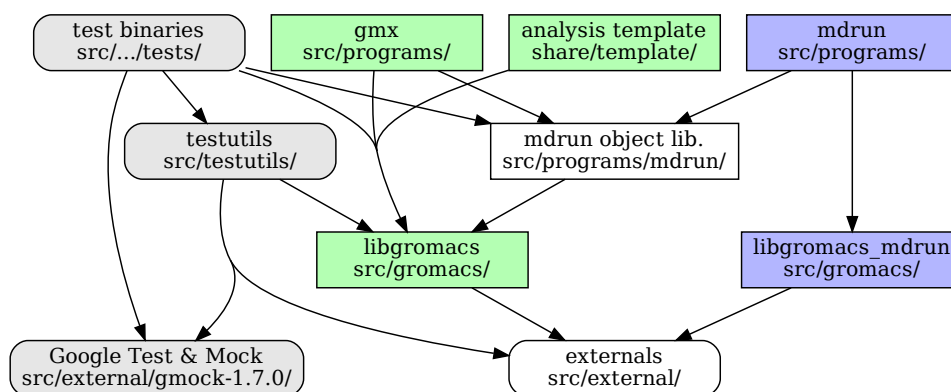 test binaries
src/.../tests/
gmx
src/programs/
analysis template
share/template/
mdrun
src/programs/
testutils
src/testutils/
mdrun object lib.
src/programs/mdrun/
libgromacs
src/gromacs/
libgromacs_mdrun
src/gromacs/
Google Test & Mock
src/external/gmock-1.7.0/
externals
src/external/